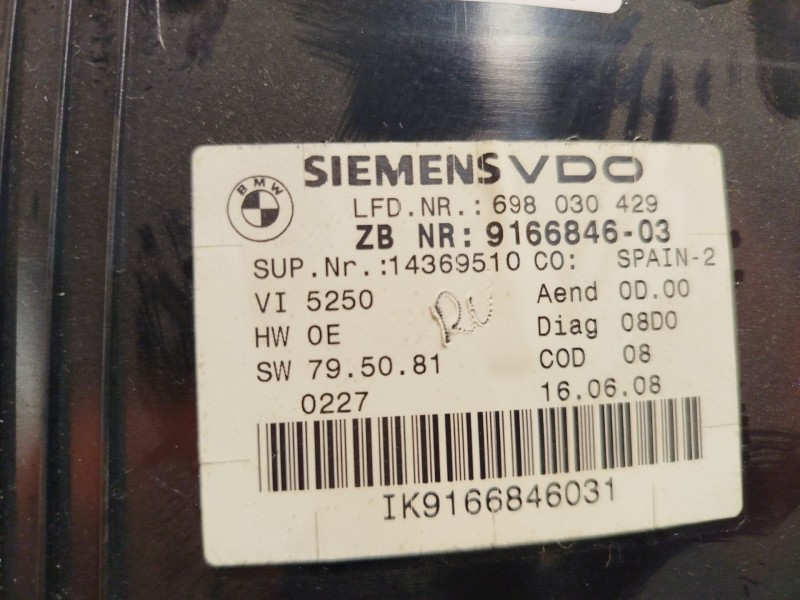 SIEMENS VDO
BMW
LFD.NR.: 698 030 429
ZB NR: 9166846-03
SUP.Nr.:14369510 CO: SPAIN-2
VI 5250 Aend 0D.00
HW 0E Diag 08D0
SW 79.50.81 COD 08
0227 16.06.08
IK9166846031